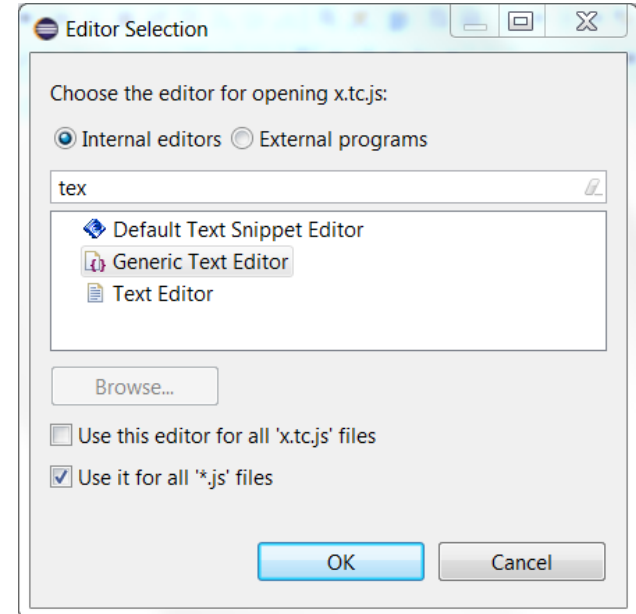 Editor Selection
Choose the editor for opening x.tc.js:
Internal editors External programs
tex
Default Text Snippet Editor
Generic Text Editor
Text Editor
Browse...
Use this editor for all 'x.tc.js' files
Use it for all '*.js' files
OK Cancel